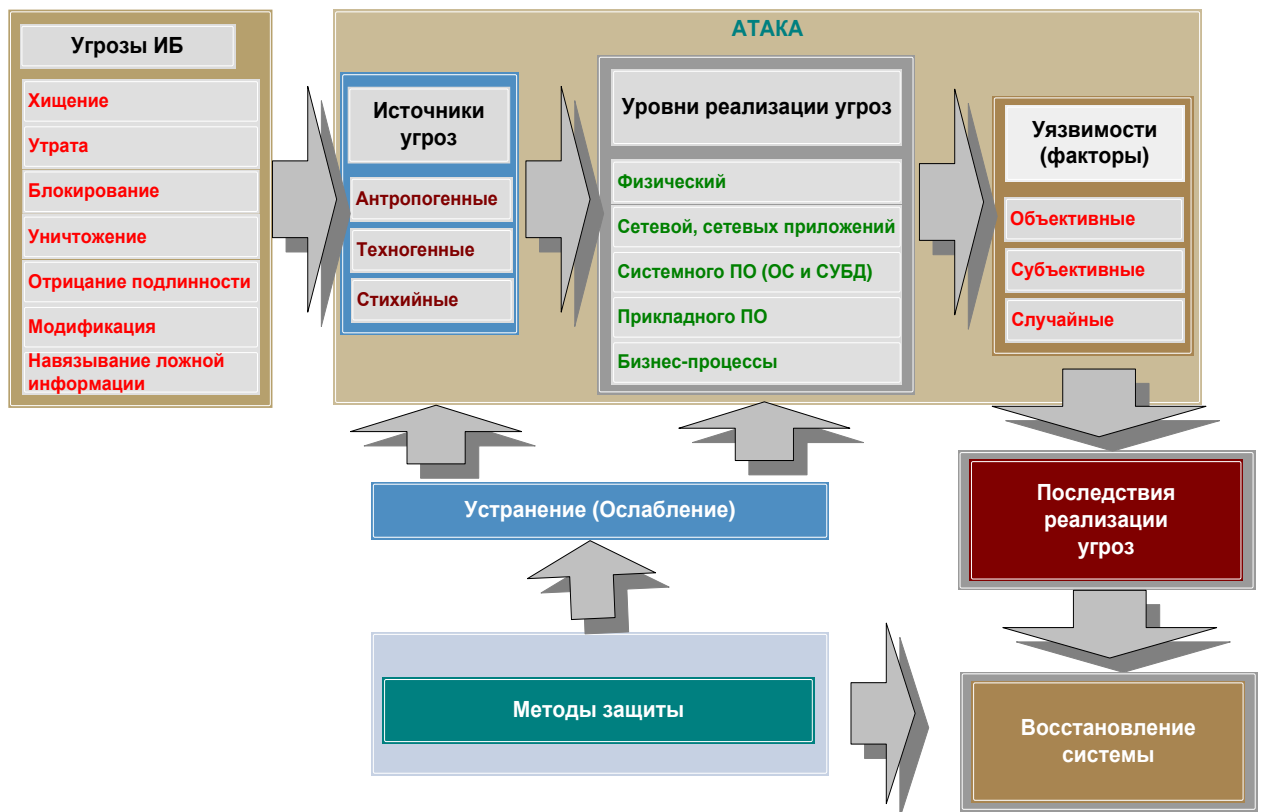 Угрозы ИБ
Хищение
Утрата
Блокирование
Уничтожение
Отрицание подлинности
Модификация
Навязывание ложной
информации
АТАКА
Источники
угроз
Антропогенные
Техногенные
Стихийные
Уровни реализации угроз
Физический
Сетевой, сетевых приложений
Системного ПО (ОС и СУБД)
Прикладного ПО
Бизнес-процессы
Уязвимости
(факторы)
Объективные
Субъективные
Случайные
Устранение (Ослабление)
Последствия
реализации
угроз
Методы защиты
Восстановление
системы